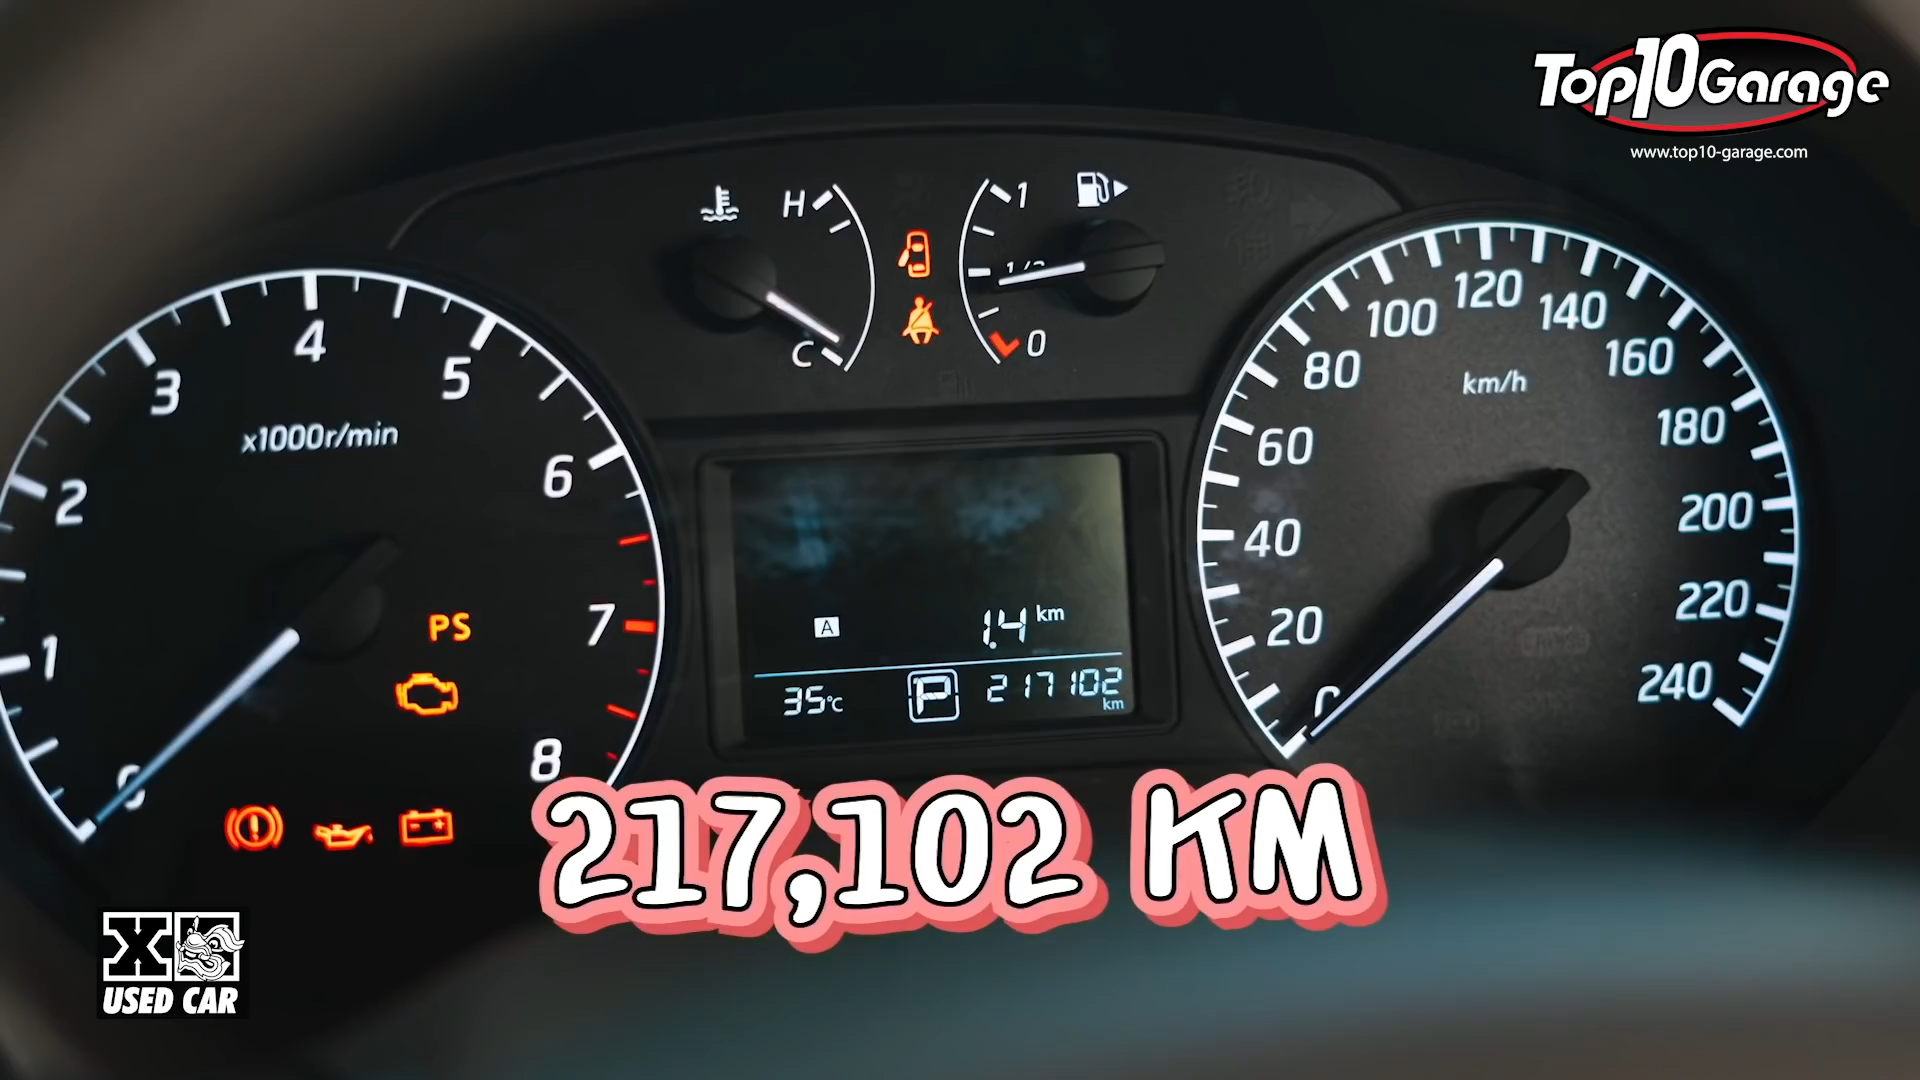 Top10Garage
www.top10-garage.com
H
C
1
1/2
0
x1000r/min
0
1
2
3
4
5
6
7
8
PS
km/h
0
20
40
60
80
100
120
140
160
180
200
220
240
A
1.4 km
35°C
P
217102 km
217,102 KM
X
USED CAR